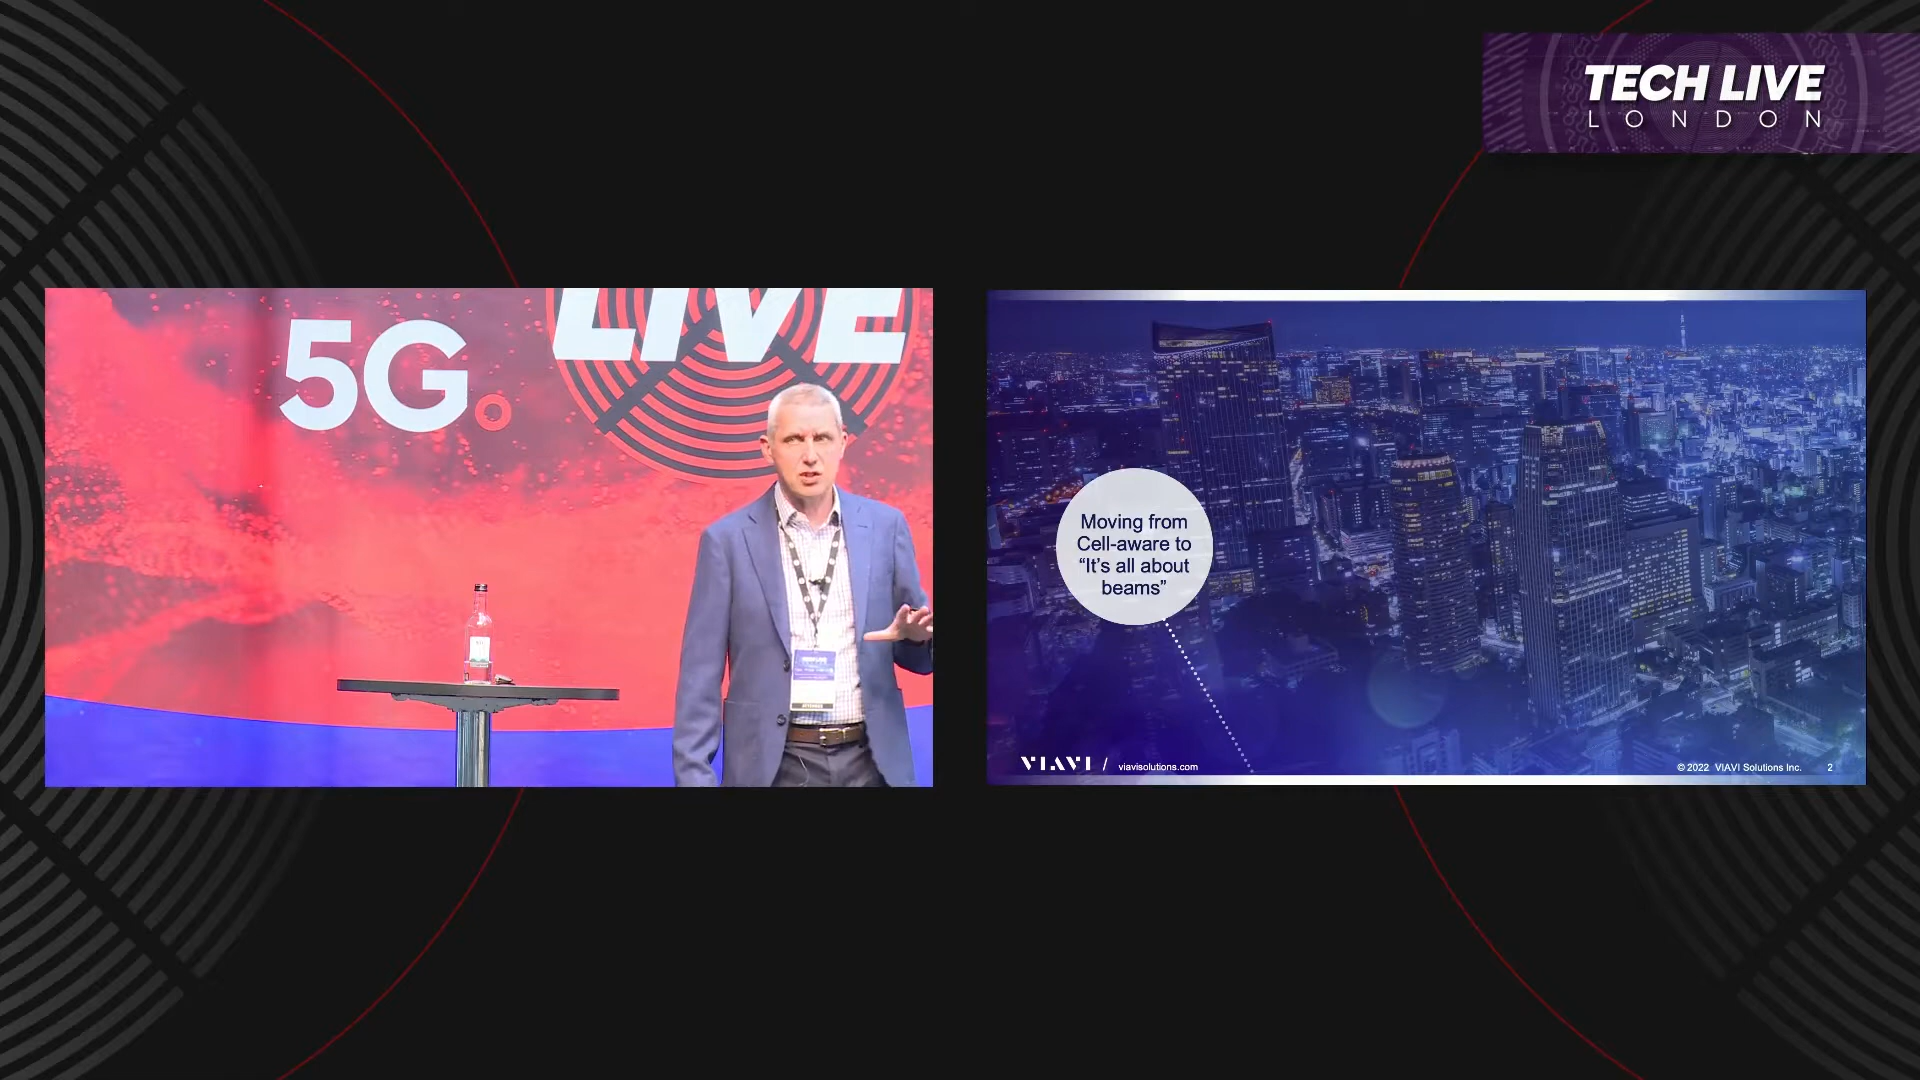 TECH LIVE
LONDON
5G.
LIVE
Moving from
Cell-aware to
“It’s all about
beams”
VIAVI / viavisolutions.com
© 2022 VIAVI Solutions Inc. 2